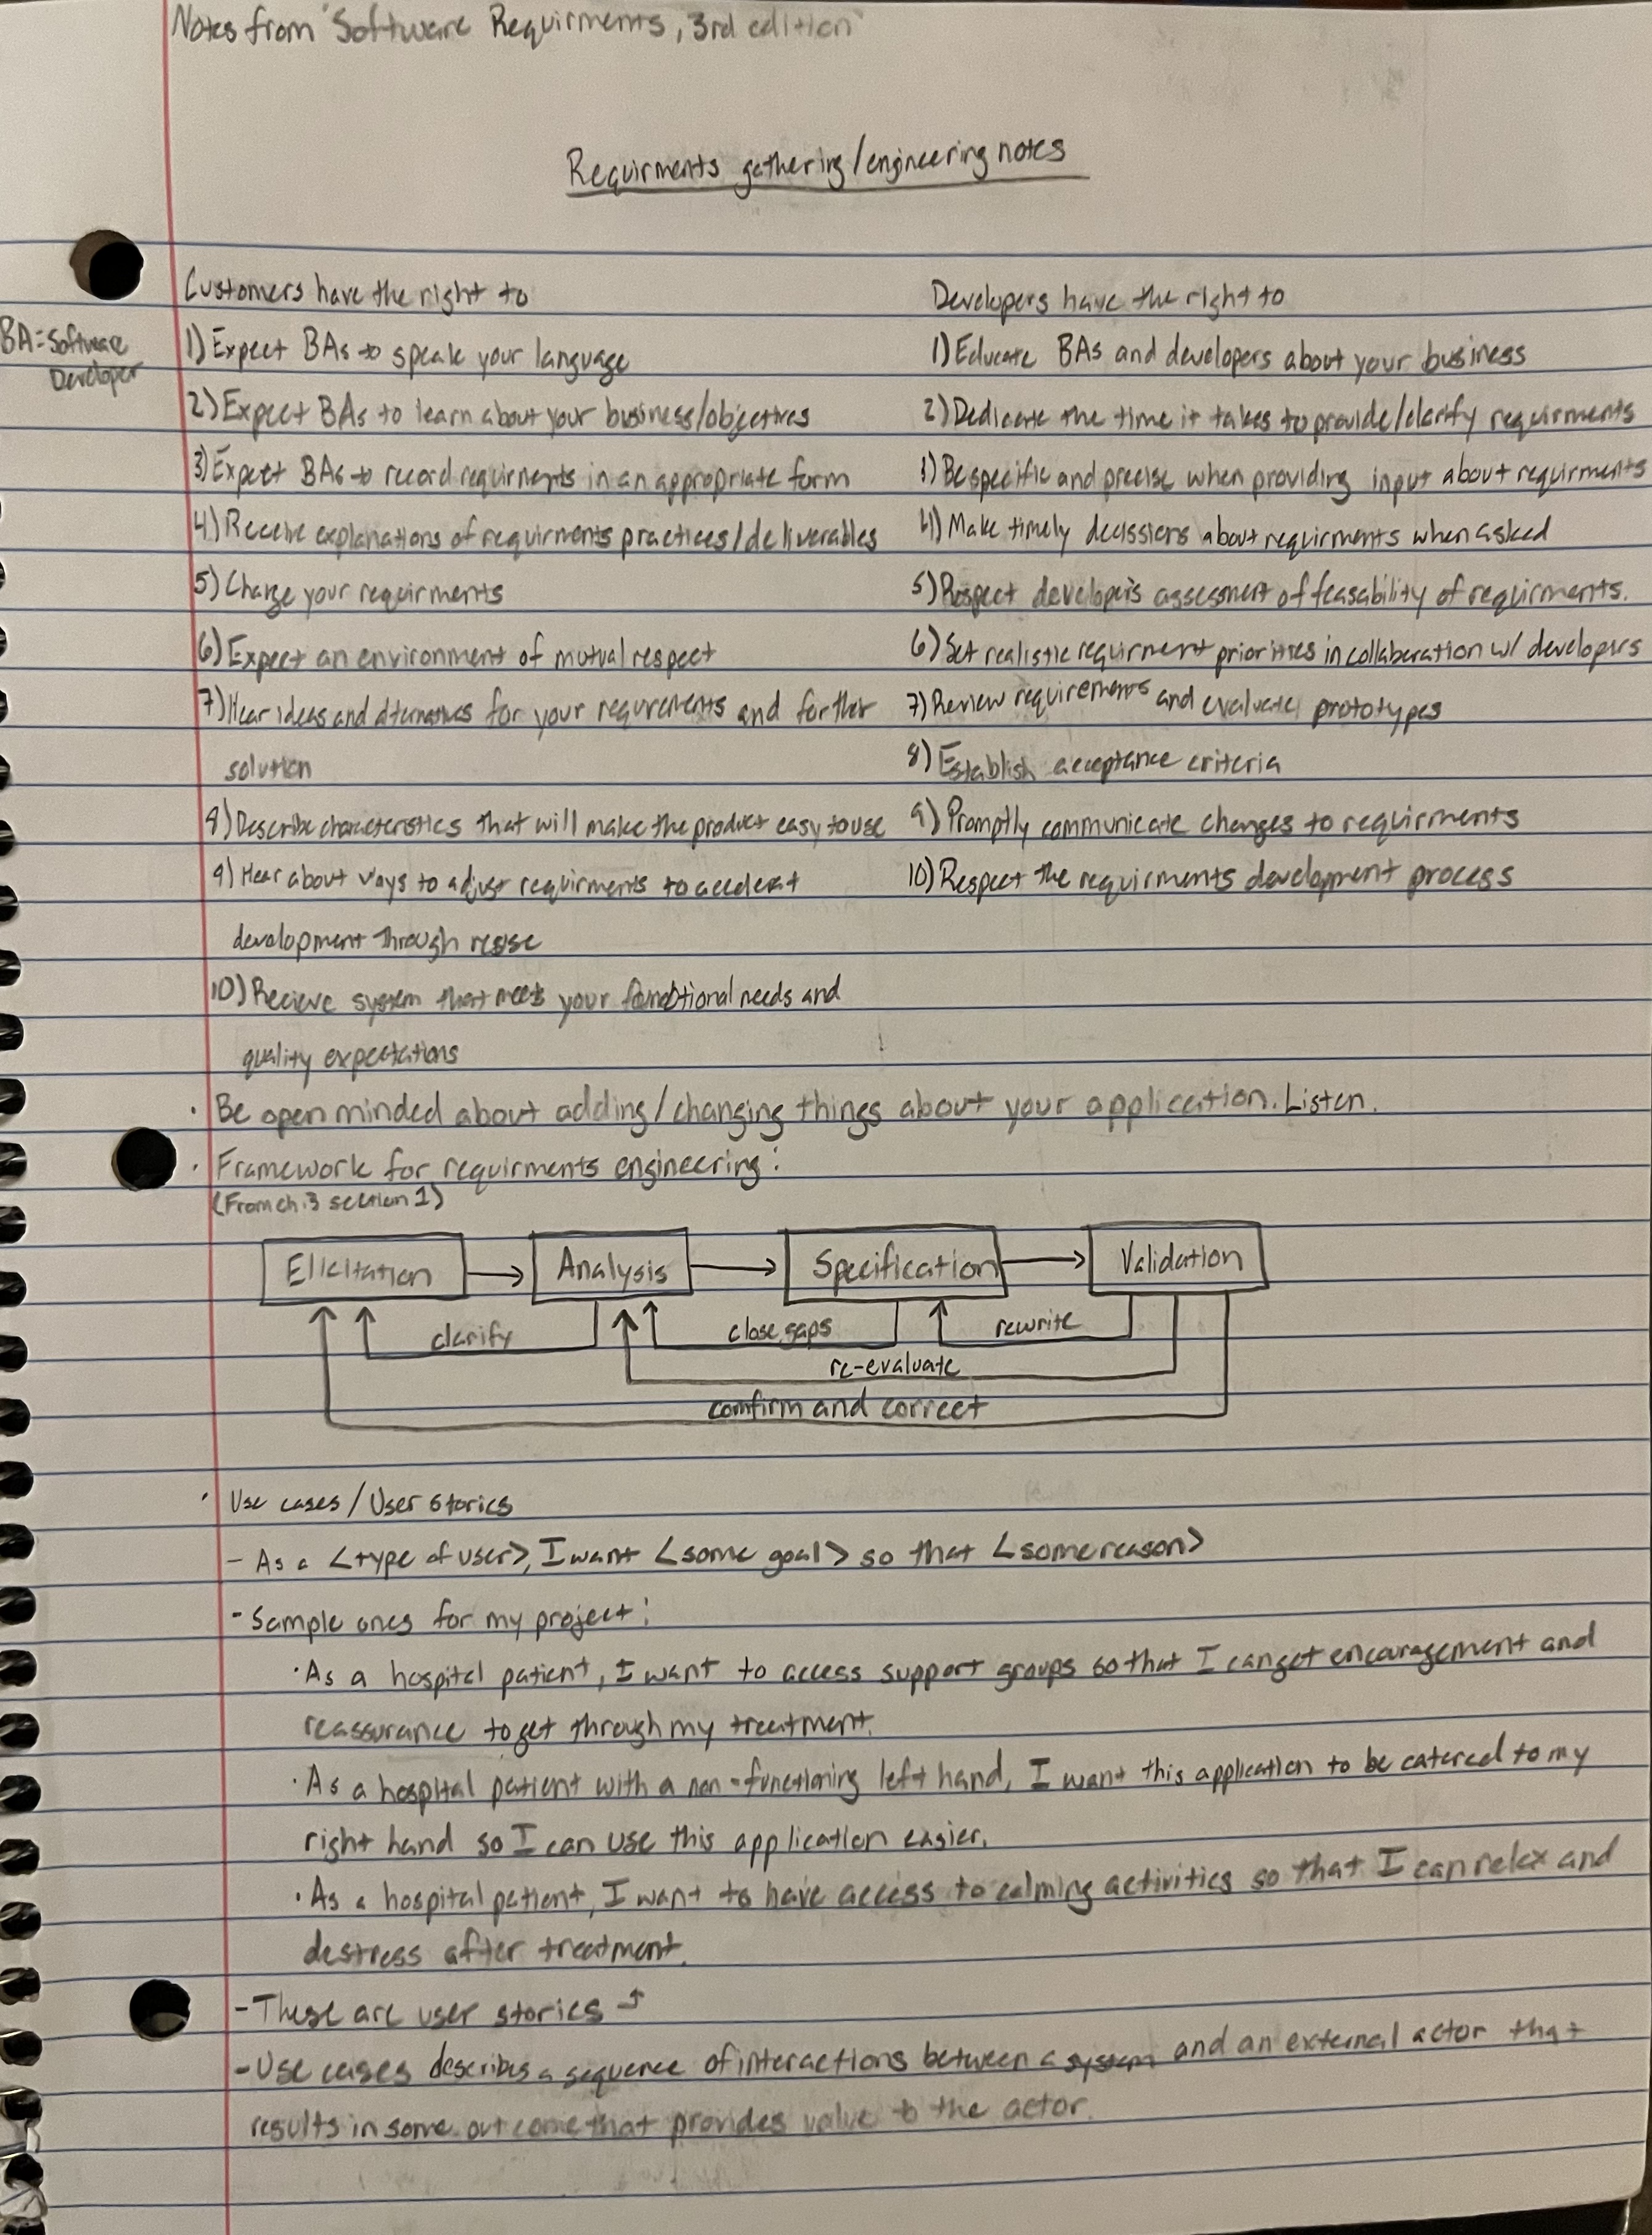 Notes from "Software Requirments, 3rd edition"
Requirments gathering/engineering notes
Customers have the right to
BA=Software
Developer
1) Expect BAs to speak your language
2) Expect BAs to learn about your business/objectives
3) Expect BAs to record requirments in an appropriate form
4) Receive explanations of requirments practices/deliverables
5) Change your requirments
6) Expect an environment of mutual respect
7) Hear ideas and alternatives for your requirements and for their
solution
8) Describe characteristics that will make the product easy to use
9) Hear about ways to adjust requirments to accelerat
development through reuse
10) Recieve system that meets your functional needs and
quality expectations
Developers have the right to
1) Educate BAs and developers about your business
2) Dedicate the time it takes to provide/clarify requirments
3) Be specific and precise when providing input about requirments
4) Make timely decissions about requirments when asked
5) Respect developer's assessment of feasability of requirments.
6) Set realistic requirment priorities in collaberation w/ developers
7) Review requirements and evaluate prototypes
8) Establish acceptance criteria
9) Promptly communicate changes to requirments
10) Respect the requirments development process
· Be open minded about adding/changing things about your application. Listen.
· Framework for requirments engineering:
(From ch.3 section 1)
Elicitation
Analysis
Specification
Validation
clarify
close gaps
rewrite
re-evaluate
comfirm and correct
· Use cases/User stories
- As a <type of user>, I want <some goal> so that <some reason>
- Sample ones for my project:
· As a hospital patient, I want to access support groups so that I can get encouragement and
reassurance to get through my treatment.
· As a hospital patient with a non-functioning left hand, I want this application to be catered to my
right hand so I can use this application easier.
· As a hospital patient, I want to have access to calming activities so that I can relax and
destress after treatment.
- These are user stories ⤴
- Use cases describes a sequence of interactions between a system and an external actor that
results in some outcome that provides value to the actor.